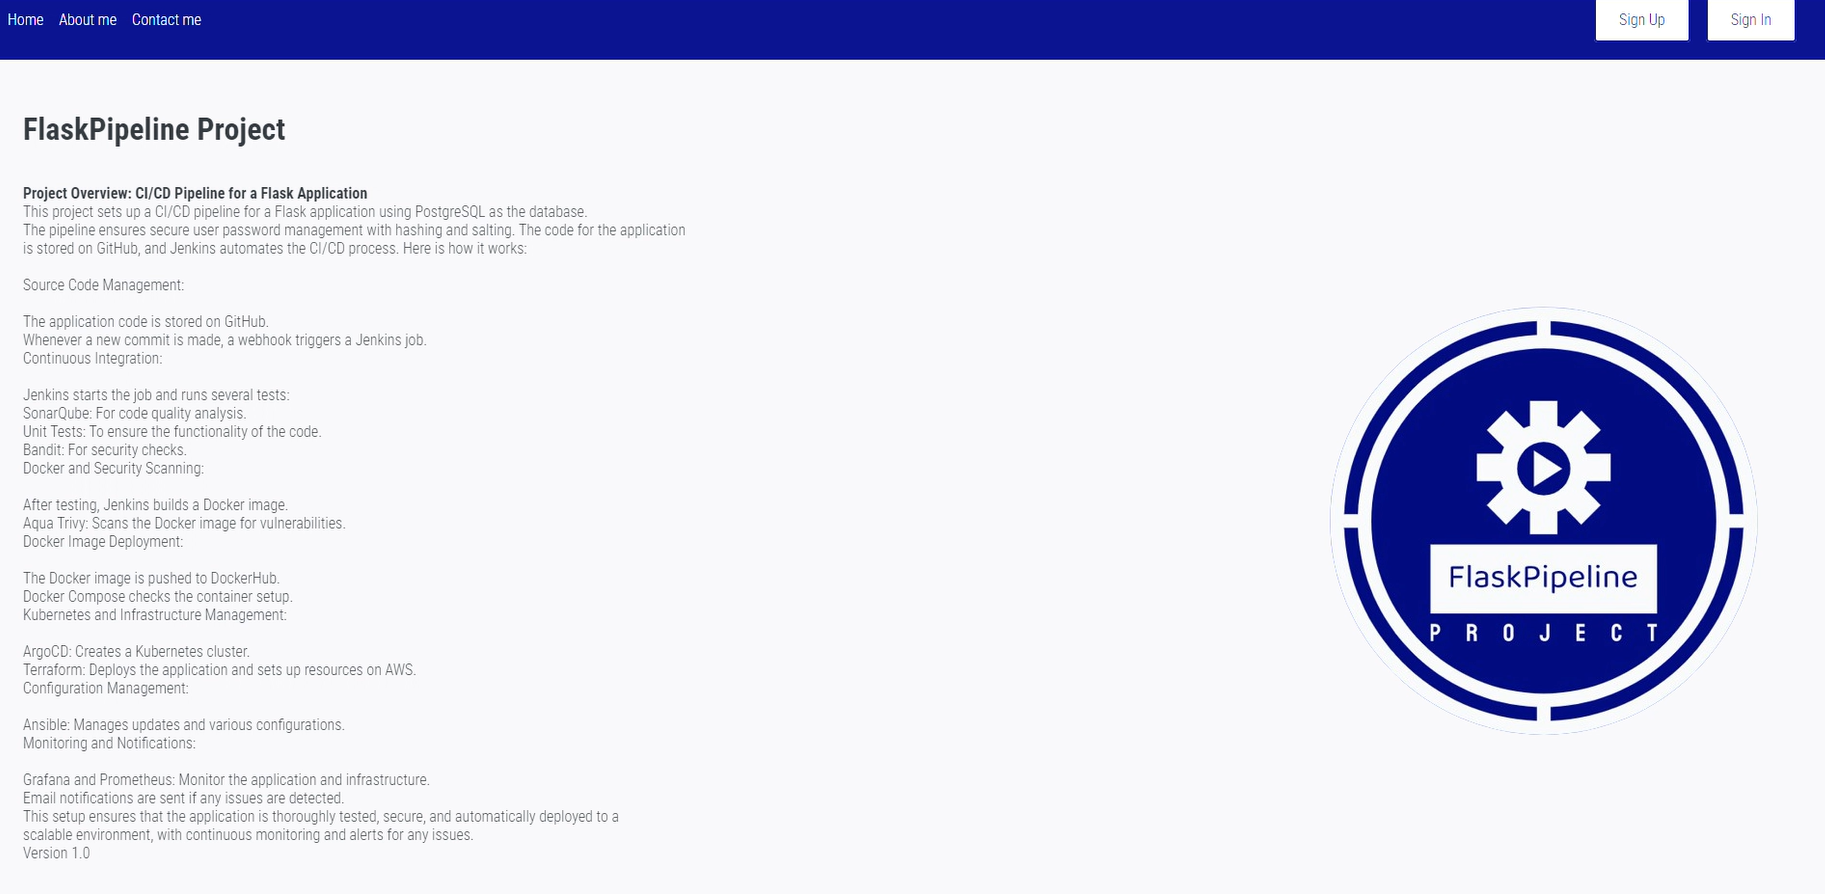 Home About me Contact me Sign Up Sign In
FlaskPipeline Project
Project Overview: CI/CD Pipeline for a Flask Application
This project sets up a CI/CD pipeline for a Flask application using PostgreSQL as the database.
The pipeline ensures secure user password management with hashing and salting. The code for the application
is stored on GitHub, and Jenkins automates the CI/CD process. Here is how it works:
Source Code Management:
The application code is stored on GitHub.
Whenever a new commit is made, a webhook triggers a Jenkins job.
Continuous Integration:
Jenkins starts the job and runs several tests:
SonarQube: For code quality analysis.
Unit Tests: To ensure the functionality of the code.
Bandit: For security checks.
Docker and Security Scanning:
After testing, Jenkins builds a Docker image.
Aqua Trivy: Scans the Docker image for vulnerabilities.
Docker Image Deployment:
The Docker image is pushed to DockerHub.
Docker Compose checks the container setup.
Kubernetes and Infrastructure Management:
ArgoCD: Creates a Kubernetes cluster.
Terraform: Deploys the application and sets up resources on AWS.
Configuration Management:
Ansible: Manages updates and various configurations.
Monitoring and Notifications:
Grafana and Prometheus: Monitor the application and infrastructure.
Email notifications are sent if any issues are detected.
This setup ensures that the application is thoroughly tested, secure, and automatically deployed to a
scalable environment, with continuous monitoring and alerts for any issues.
Version 1.0
FlaskPipeline
PROJECT